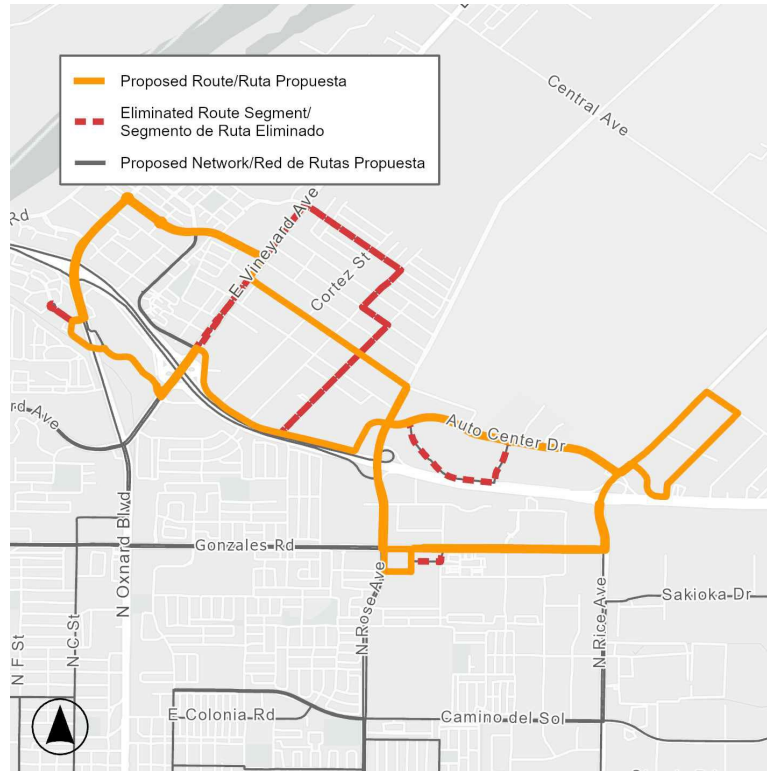 Proposed Route/Ruta Propuesta
Eliminated Route Segment/
Segmento de Ruta Eliminado
Proposed Network/Red de Rutas Propuesta
Central Ave
Rd
E Vineyard Ave
Cortez St
rd Ave
Auto Center Dr
N Oxnard Blvd
Gonzales Rd
N Rose Ave
N Rice Ave
Sakioka Dr
N F St
N C St
E Colonia Rd
Camino del Sol